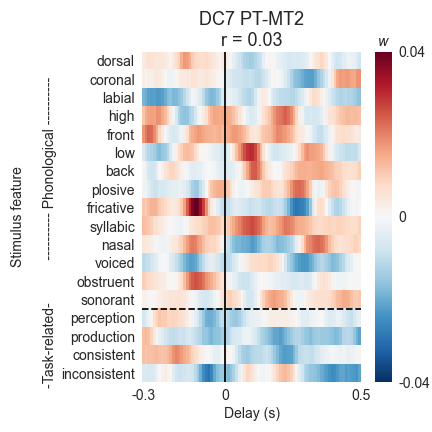 DC7 PT-MT2
r = 0.03
w
dorsal
coronal
labial
high
front
low
back
plosive
fricative
syllabic
nasal
voiced
obstruent
sonorant
perception
production
consistent
inconsistent
Stimulus feature
-Task-related- ---------- Phonological ----------
0.04
0
-0.04
-0.3 0 0.5
Delay (s)